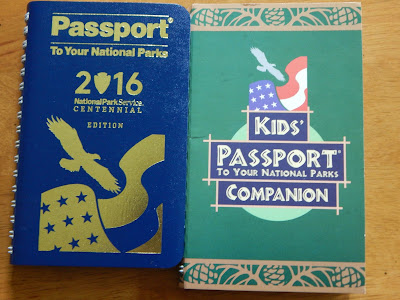 Passport®
To Your National Parks
2016
National Park Service®
CENTENNIAL
EDITION
KIDS'
PASSPORT®
TO YOUR NATIONAL PARKS
COMPANION